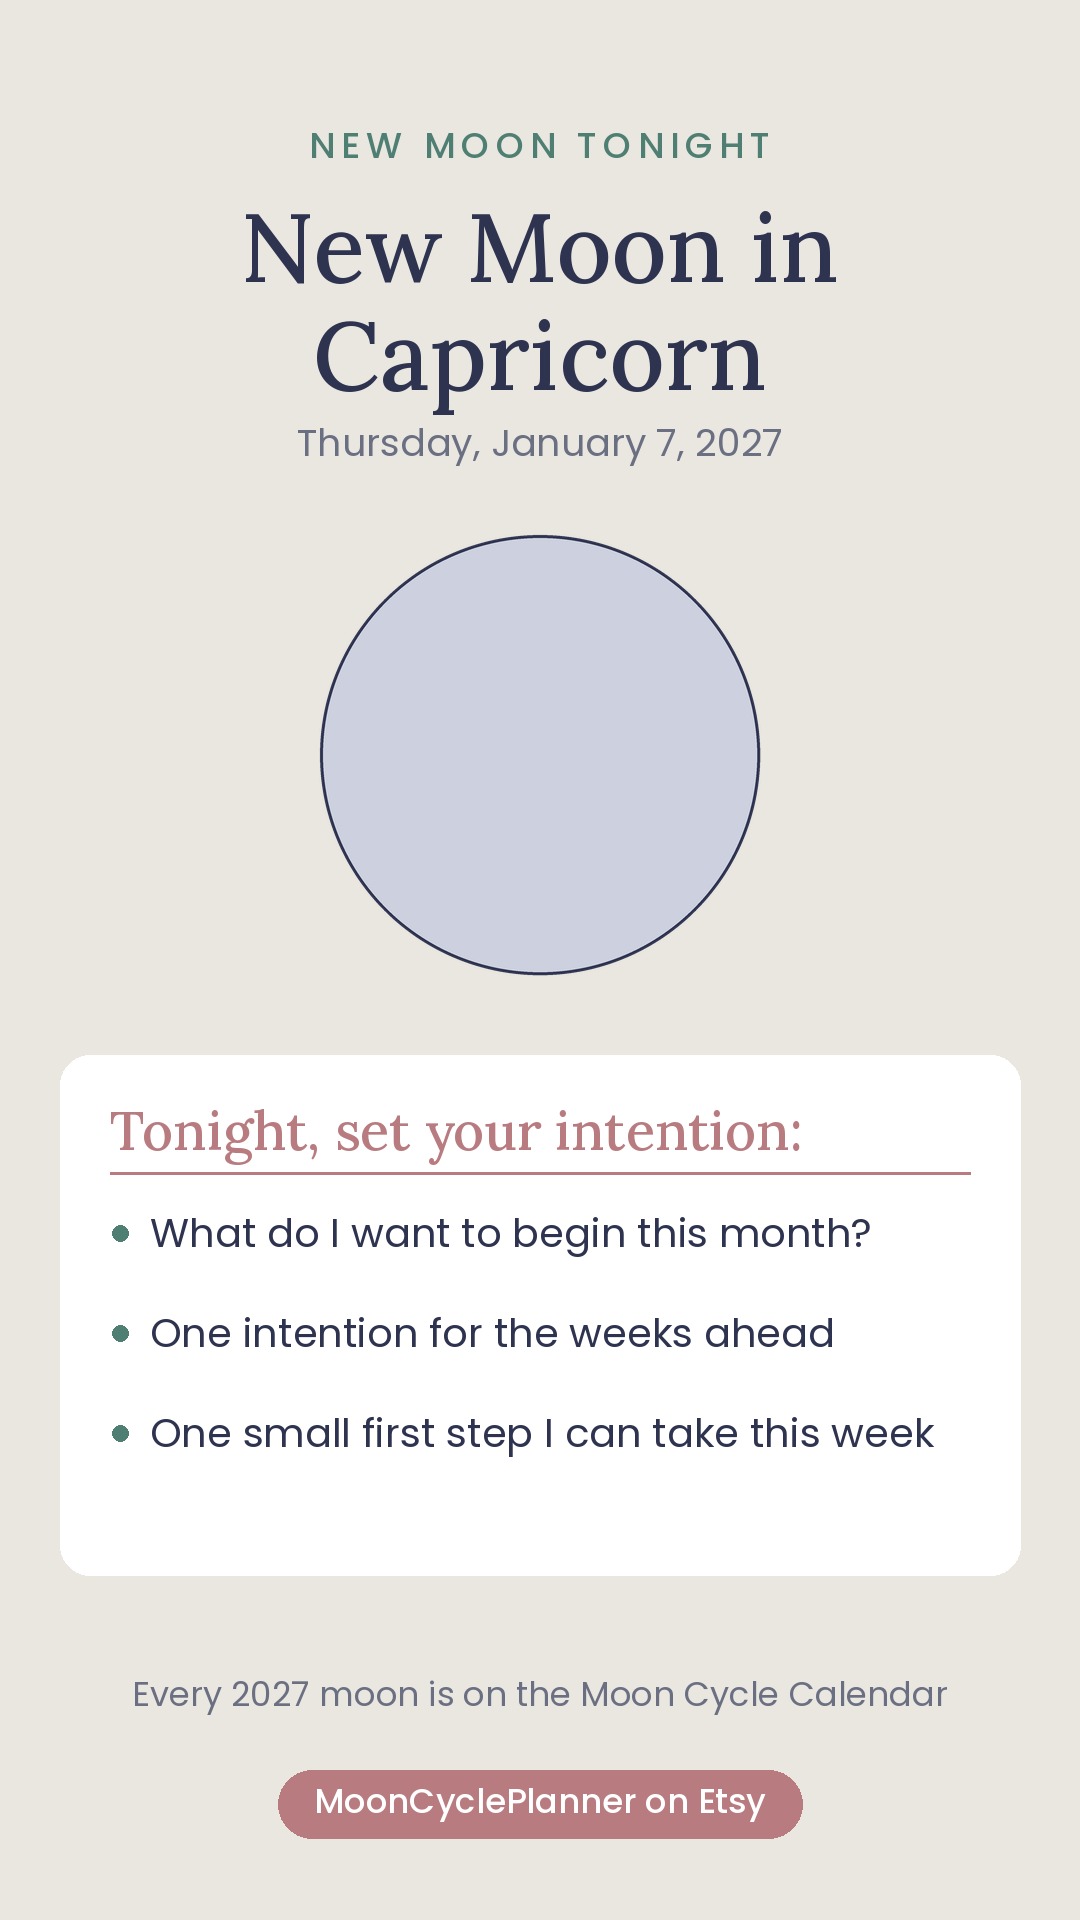 NEW MOON TONIGHT
New Moon in
Capricorn
Thursday, January 7, 2027
Tonight, set your intention:
What do I want to begin this month?
One intention for the weeks ahead
One small first step I can take this week
Every 2027 moon is on the Moon Cycle Calendar
MoonCyclePlanner on Etsy